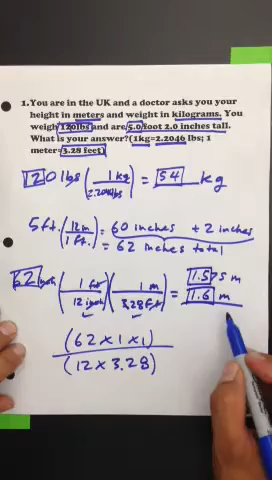 1. You are in the UK and a doctor asks you your
height in meters and weight in kilograms. You
weigh 120lbs and are 5.0 foot 2.0 inches tall.
What is your answer? (1kg=2.2046 lbs; 1
meter=3.28 feet)
120 lbs ( 1 kg / 2.2046 lbs ) = 54 kg
5 ft. ( 12 in / 1 ft. ) = 60 inches + 2 inches
= 62 inches total
62 inch ( 1 foot / 12 inch ) ( 1 m / 3.28 feet ) = 1.575 m
1.6 m
(62 × 1 × 1)
(12 × 3.28)